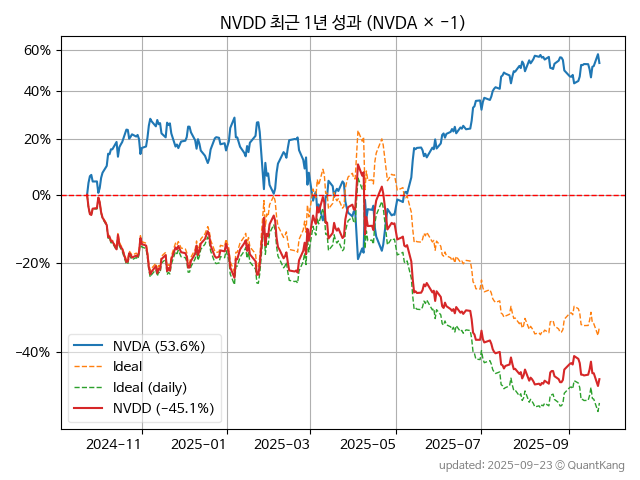 NVDD 최근 1년 성과 (NVDA × −1)
60%
40%
20%
0%
−20%
−40%
NVDA (53.6%)
Ideal
Ideal (daily)
NVDD (−45.1%)
2024-11 2025-01 2025-03 2025-05 2025-07 2025-09
updated: 2025-09-23 ⓒ QuantKang